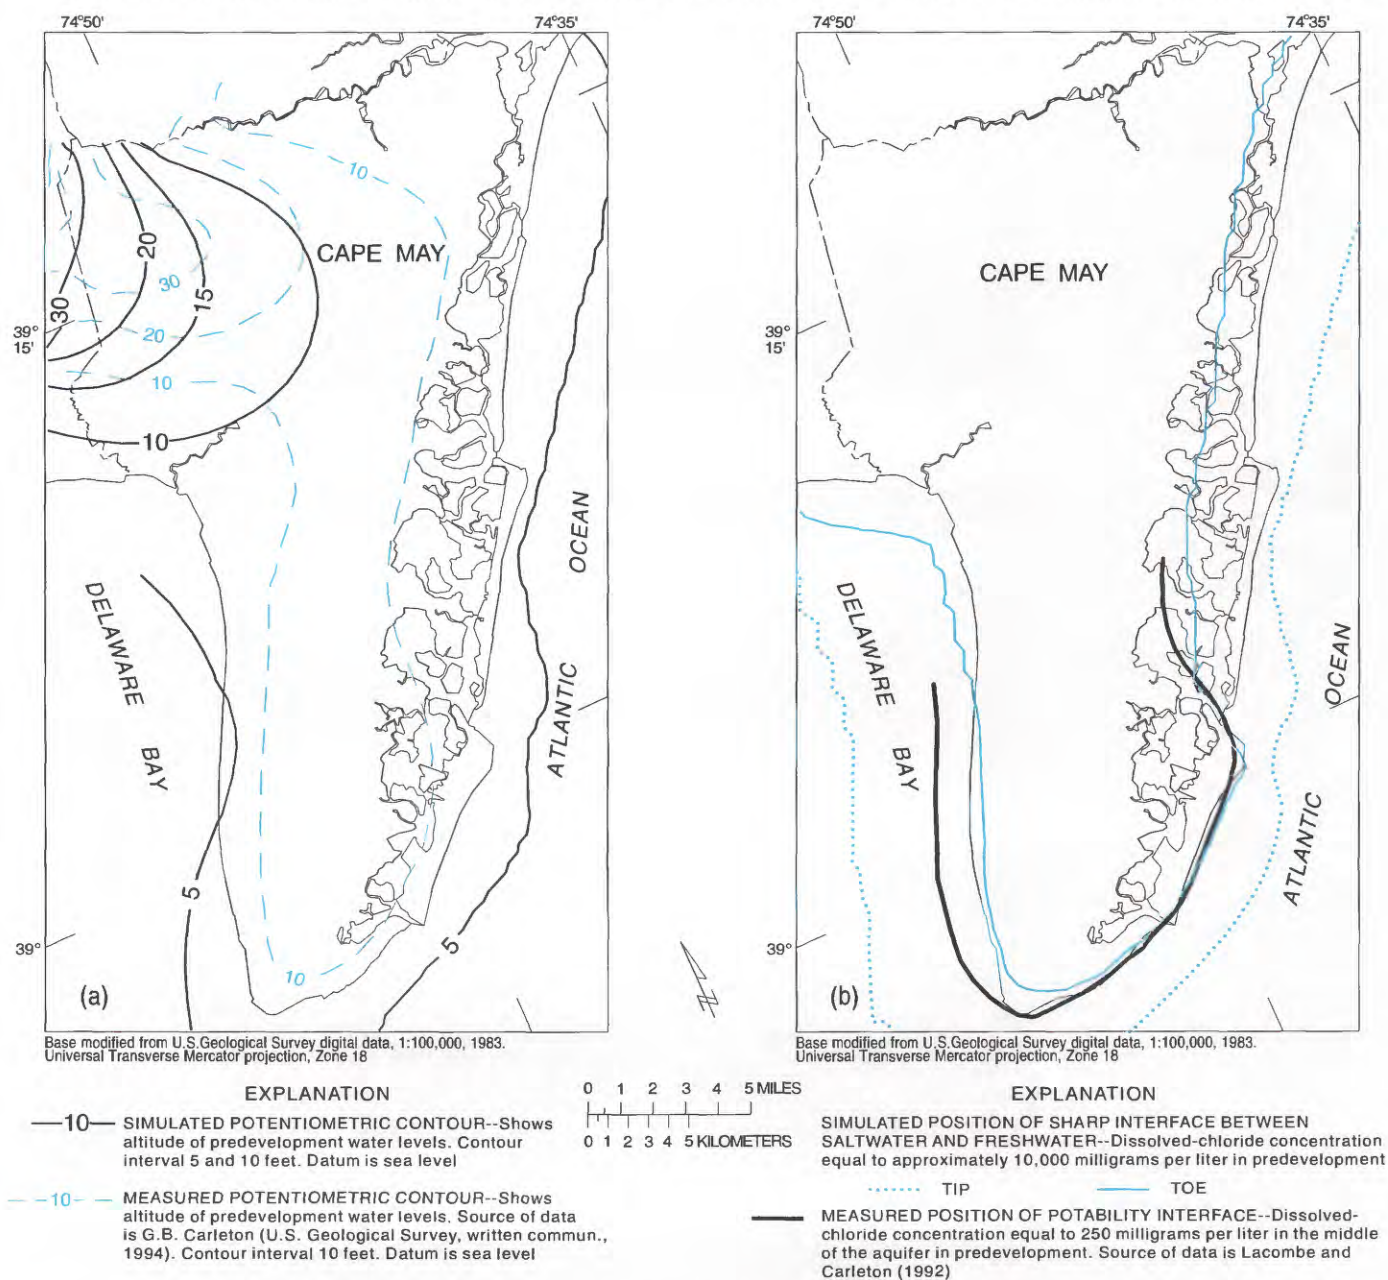 74°50'
74°35'
74°50'
74°35'
10
CAPE MAY
20
30
15
30
20
10
10
39°
15'
OCEAN
DELAWARE
BAY
ATLANTIC
5
39°
10
5
(a)
CAPE MAY
39°
15'
DELAWARE
BAY
OCEAN
ATLANTIC
39°
(b)
Base modified from U.S.Geological Survey digital data, 1:100,000, 1983.
Universal Transverse Mercator projection, Zone 18
Base modified from U.S.Geological Survey digital data, 1:100,000, 1983.
Universal Transverse Mercator projection, Zone 18
EXPLANATION
10 SIMULATED POTENTIOMETRIC CONTOUR--Shows
altitude of predevelopment water levels. Contour
interval 5 and 10 feet. Datum is sea level
10 MEASURED POTENTIOMETRIC CONTOUR--Shows
altitude of predevelopment water levels. Source of data
is G.B. Carleton (U.S. Geological Survey, written commun.,
1994). Contour interval 10 feet. Datum is sea level
0 1 2 3 4 5 MILES
0 1 2 3 4 5 KILOMETERS
EXPLANATION
SIMULATED POSITION OF SHARP INTERFACE BETWEEN
SALTWATER AND FRESHWATER--Dissolved-chloride concentration
equal to approximately 10,000 milligrams per liter in predevelopment
TIP TOE
MEASURED POSITION OF POTABILITY INTERFACE--Dissolved-
chloride concentration equal to 250 milligrams per liter in the middle
of the aquifer in predevelopment. Source of data is Lacombe and
Carleton (1992)